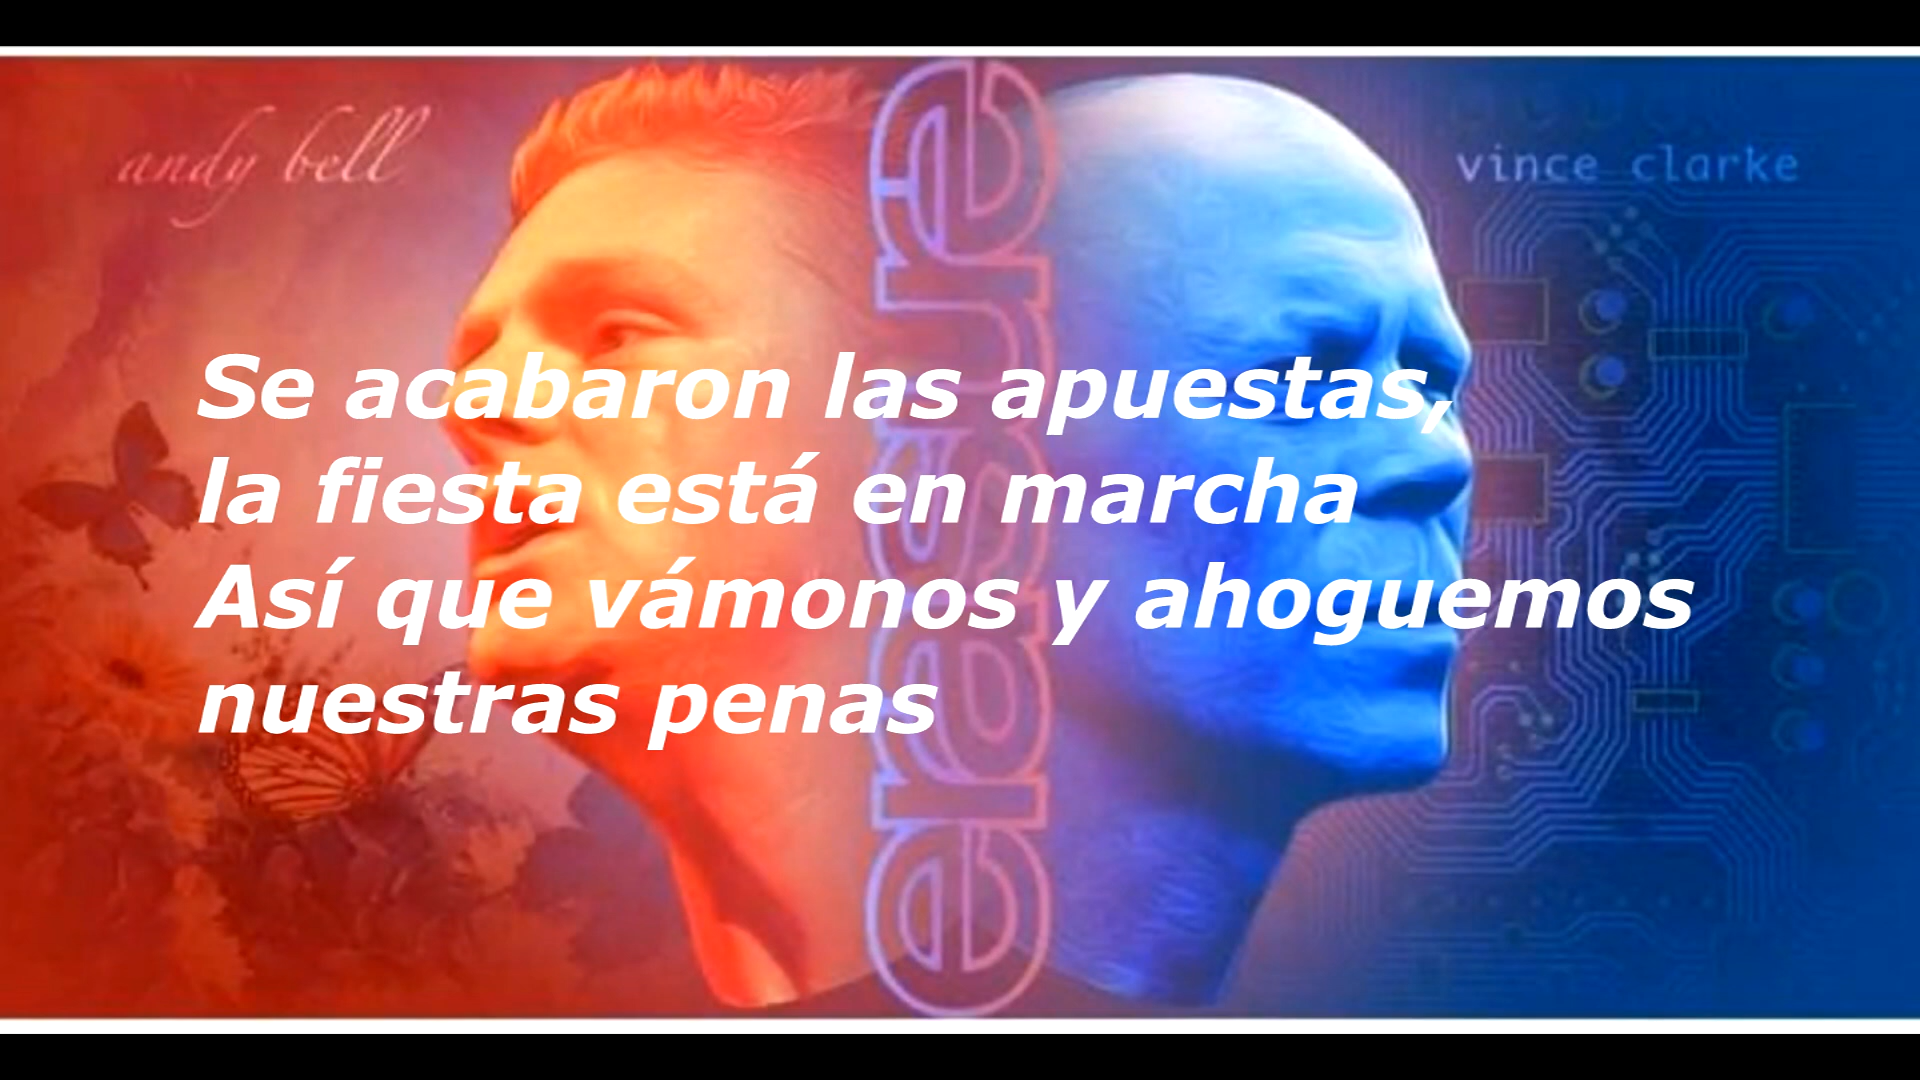 andy bell
vince clarke
erasure
Se acabaron las apuestas,
la fiesta está en marcha
Así que vámonos y ahoguemos
nuestras penas